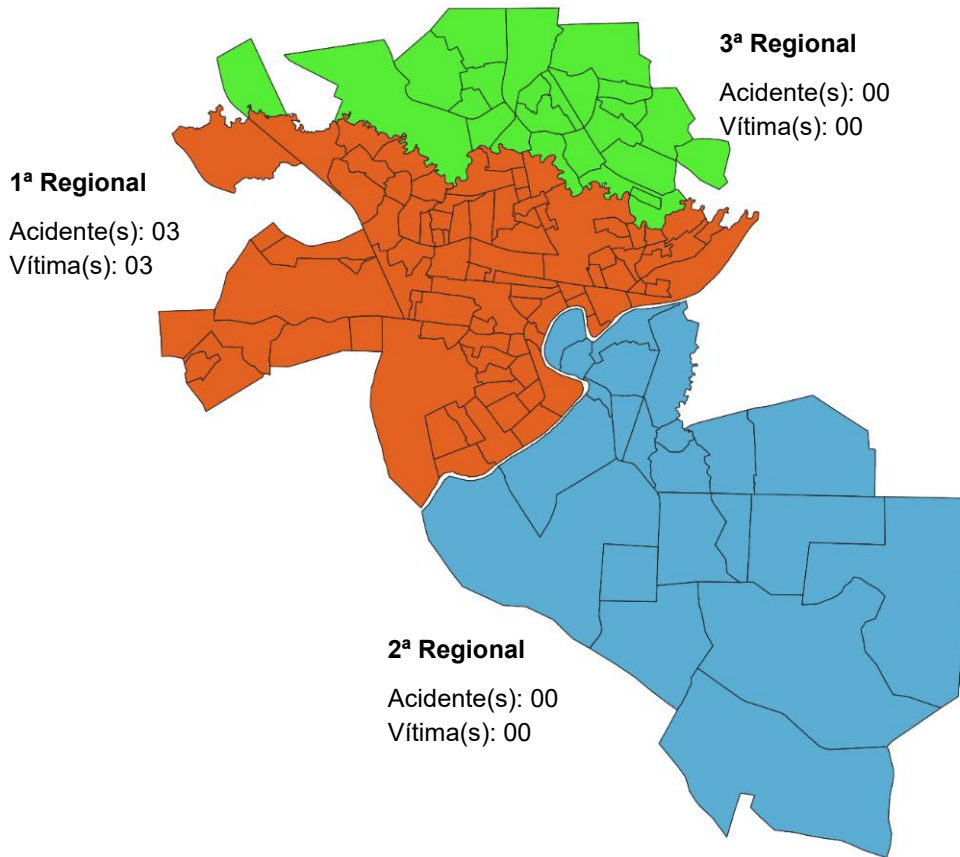 3ª Regional
Acidente(s): 00
Vítima(s): 00
1ª Regional
Acidente(s): 03
Vítima(s): 03
2ª Regional
Acidente(s): 00
Vítima(s): 00